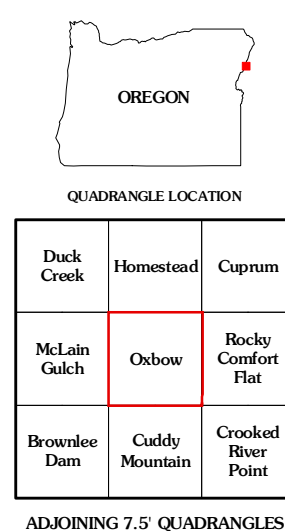 OREGON
QUADRANGLE LOCATION
Duck
Creek
Homestead
Cuprum
McLain
Gulch
Oxbow
Rocky
Comfort
Flat
Brownlee
Dam
Cuddy
Mountain
Crooked
River
Point
ADJOINING 7.5' QUADRANGLES